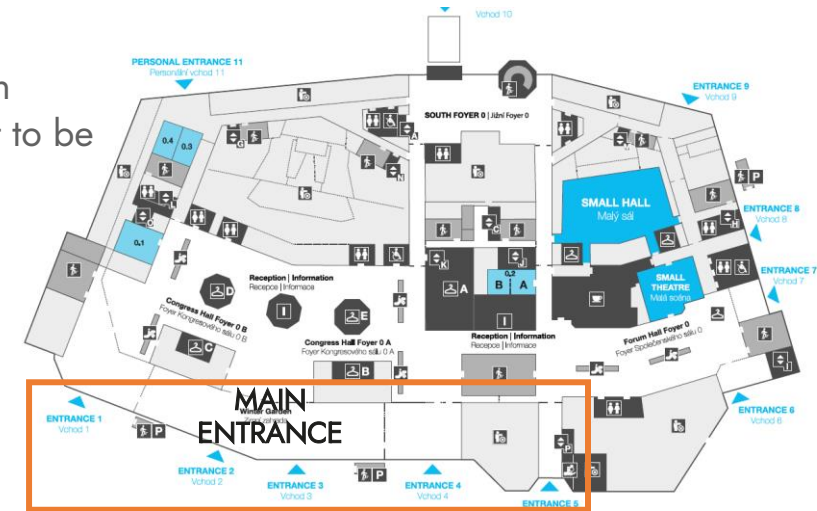 Vchod 10
n
PERSONAL ENTRANCE 11
Personální vchod 11
t to be
ENTRANCE 9
Vchod 9
SOUTH FOYER 0 | Jižní Foyer 0
A
G
J
0.4
0.3
N
P
SMALL HALL
Malý sál
L
O
C
H
ENTRANCE 8
Vchod 8
0.1
K
J
0.2
B
A
A
SMALL
THEATRE
Malá scéna
ENTRANCE 7
Vchod 7
Reception | Information
Recepce | Informace
D
I
E
I
Congress Hall Foyer 0 B
Foyer Kongresového sálu 0 B
Congress Hall Foyer 0 A
Foyer Kongresového sálu 0 A
Reception | Information
Recepce | Informace
Forum Hall Foyer 0
Foyer Společenského sálu 0
C
B
I
MAIN
ENTRANCE
Winter Garden
ENTRANCE 1
Vchod 1
P
ENTRANCE 2
Vchod 2
ENTRANCE 3
Vchod 3
P
ENTRANCE 4
Vchod 4
P
ENTRANCE 5
ENTRANCE 6
Vchod 6